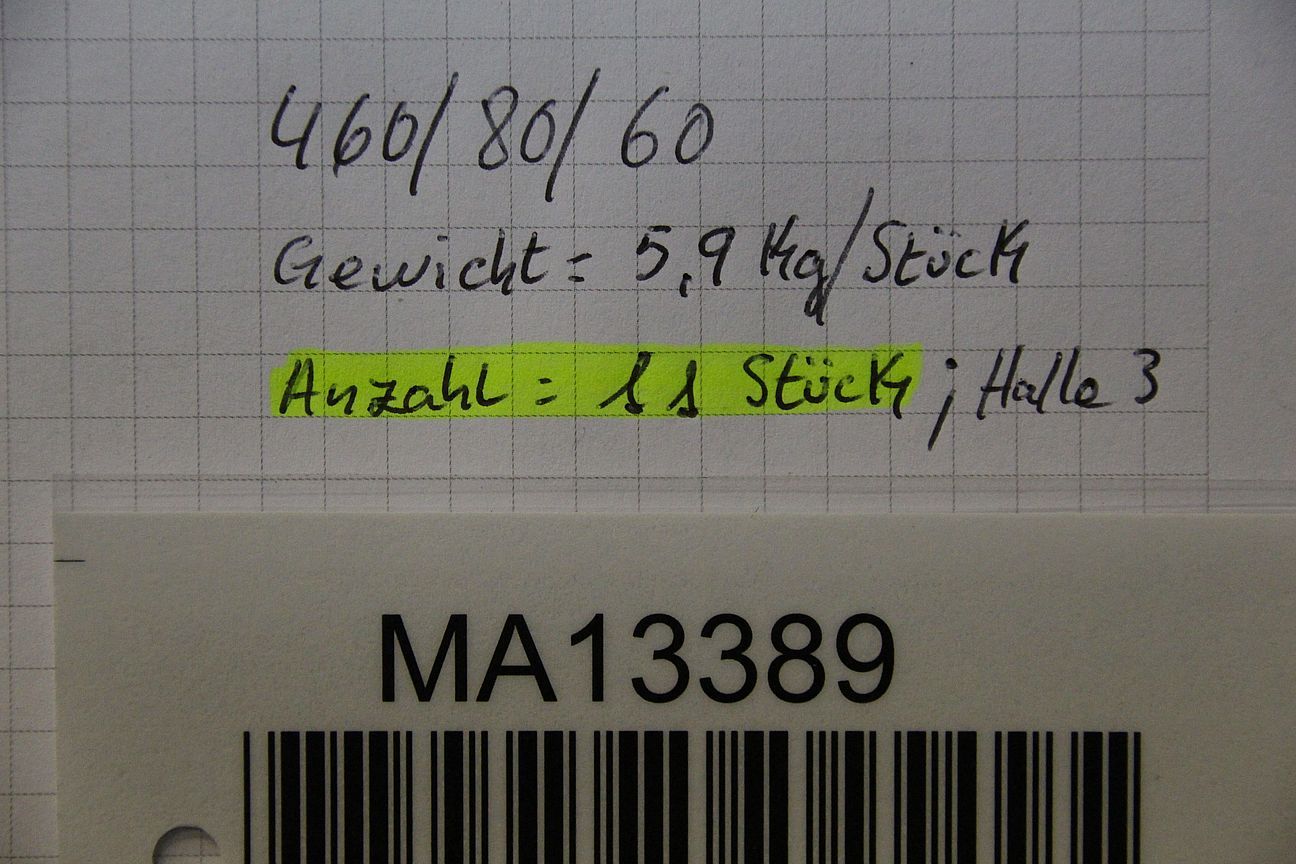 460/80/60
Gewicht = 5,9 Kg/Stück
Anzahl = 11 Stück ; Halle 3
MA13389